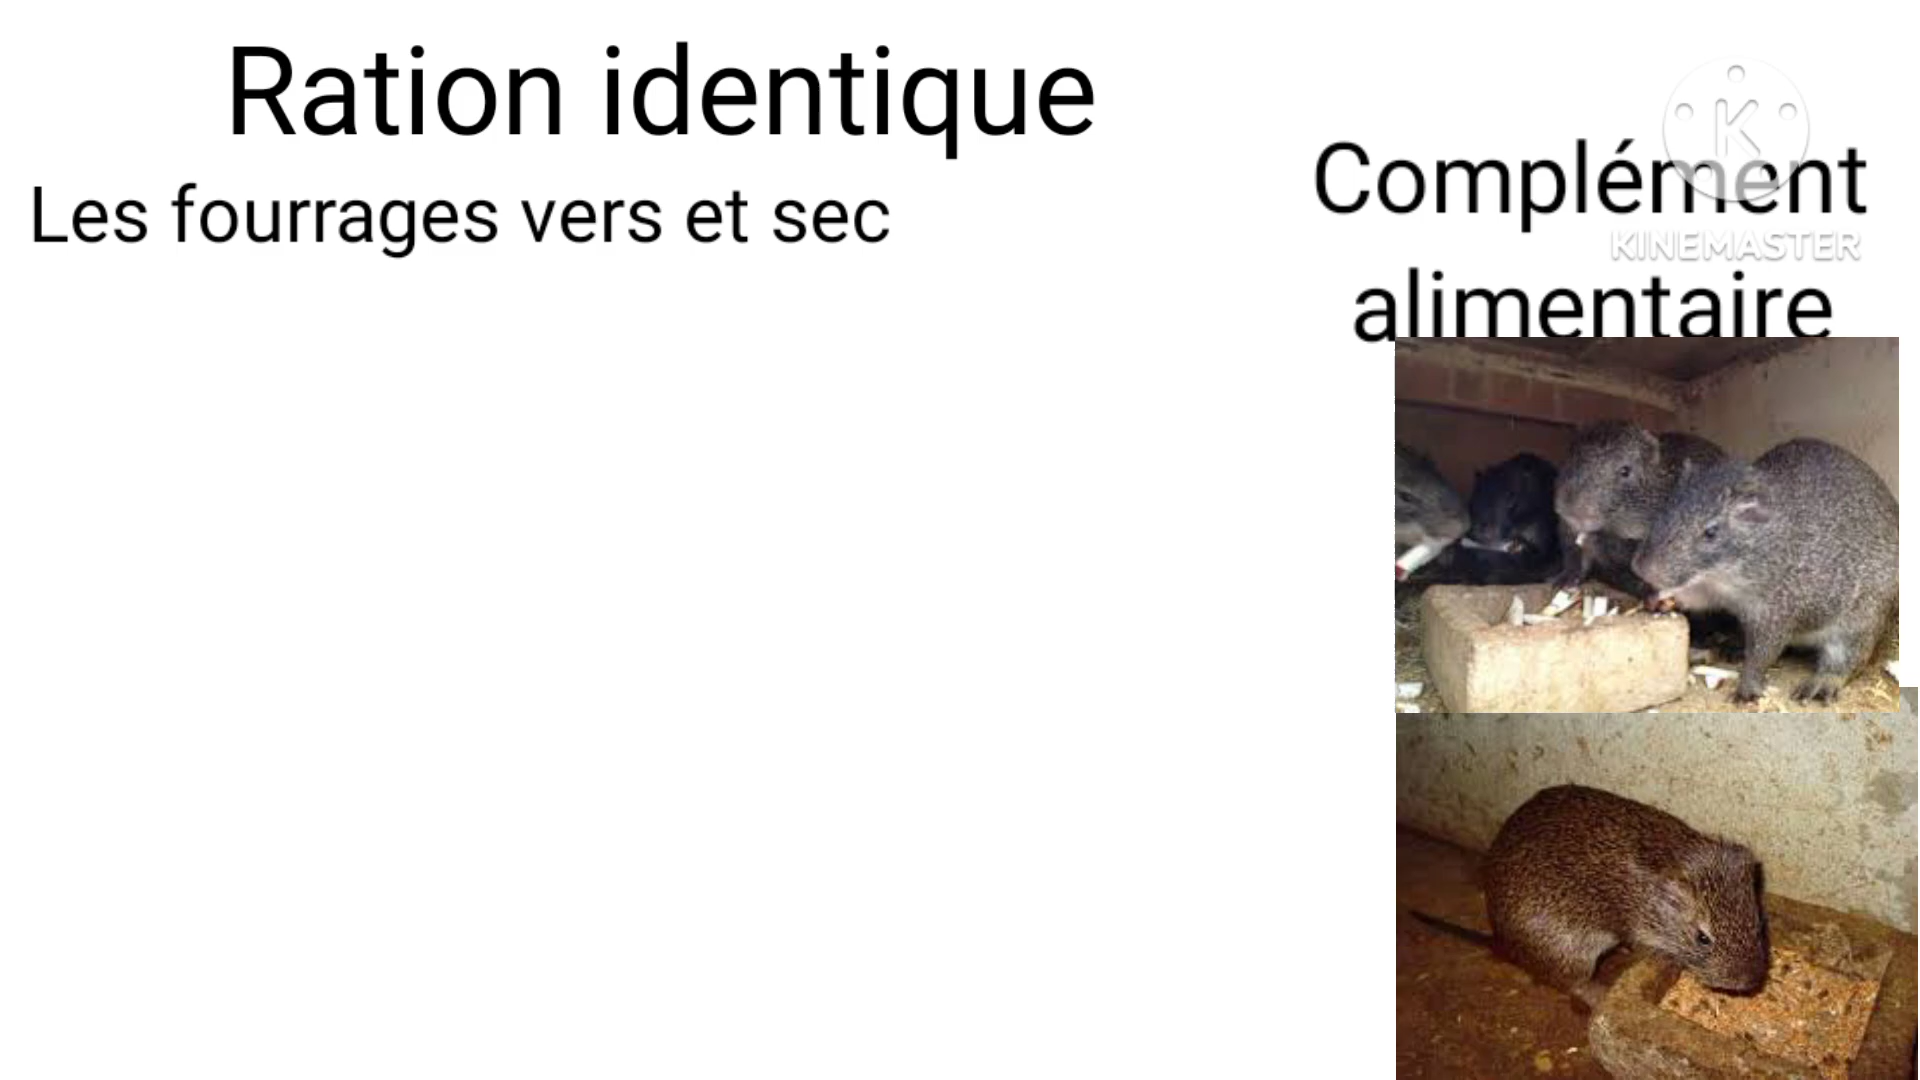 Ration identique
Les fourrages vers et sec
Complément
alimentaire
K
KINEMASTER